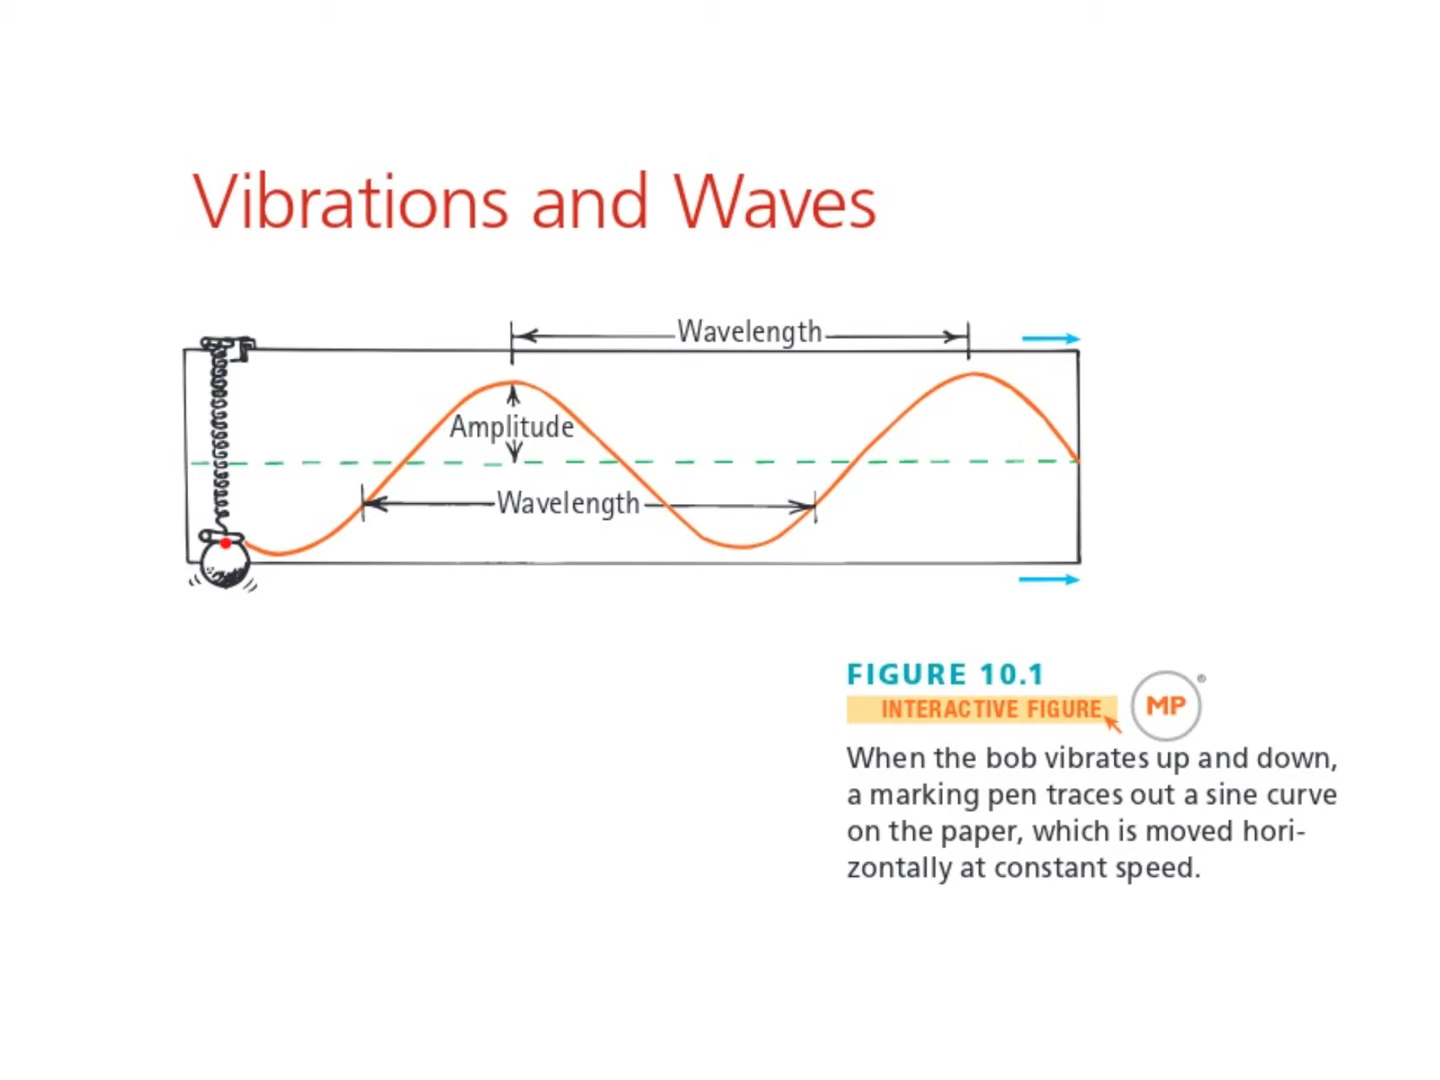 Vibrations and Waves
Wavelength
Amplitude
Wavelength
FIGURE 10.1
INTERACTIVE FIGURE
MP®
When the bob vibrates up and down,
a marking pen traces out a sine curve
on the paper, which is moved hori-
zontally at constant speed.